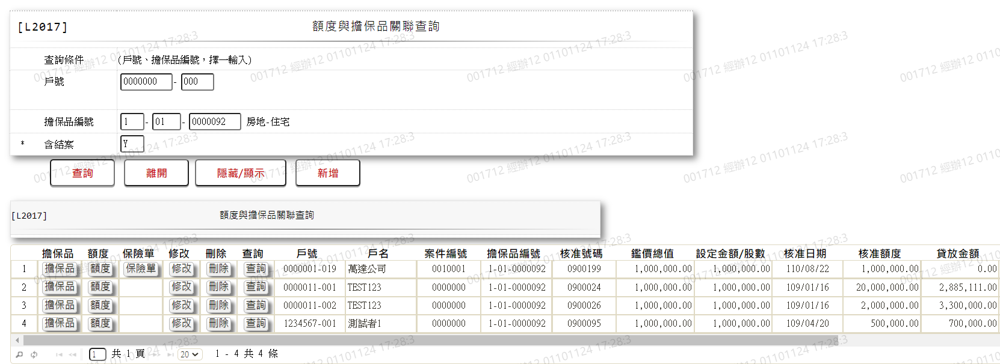 [L2017] 額度與擔保品關聯查詢
查詢條件 (戶號、擔保品編號，擇一輸入)
戶號 0000000 - 000
擔保品編號 1 - 01 - 0000092 房地-住宅
* 含結案 Y
查詢 離開 隱藏/顯示 新增
[L2017] 額度與擔保品關聯查詢
擔保品 額度 保險單 修改 刪除 查詢 戶號 戶名 案件編號 擔保品編號 核准號碼 鑑價總值 設定金額/股數 核准日期 核准額度 貸放金額
1 擔保品 額度 保險單 修改 刪除 查詢 0000001-019 萬達公司 0010001 1-01-0000092 0900199 1,000,000.00 1,000,000.00 110/08/22 1,000,000.00 0.00
2 擔保品 額度 修改 刪除 查詢 0000011-001 TEST123 0000000 1-01-0000092 0900024 1,000,000.00 1,000,000.00 109/01/16 20,000,000.00 2,885,111.00
3 擔保品 額度 修改 刪除 查詢 0000011-002 TEST123 0000000 1-01-0000092 0900026 1,000,000.00 1,000,000.00 109/01/16 2,000,000.00 3,300,000.00
4 擔保品 額度 修改 刪除 查詢 1234567-001 測試者1 0000000 1-01-0000092 0900095 1,000,000.00 1,000,000.00 109/04/20 500,000.00 700,000.00
1 共 1 頁 20 1 - 4 共 4 條
001712 經辦12 01101124 17:28:3